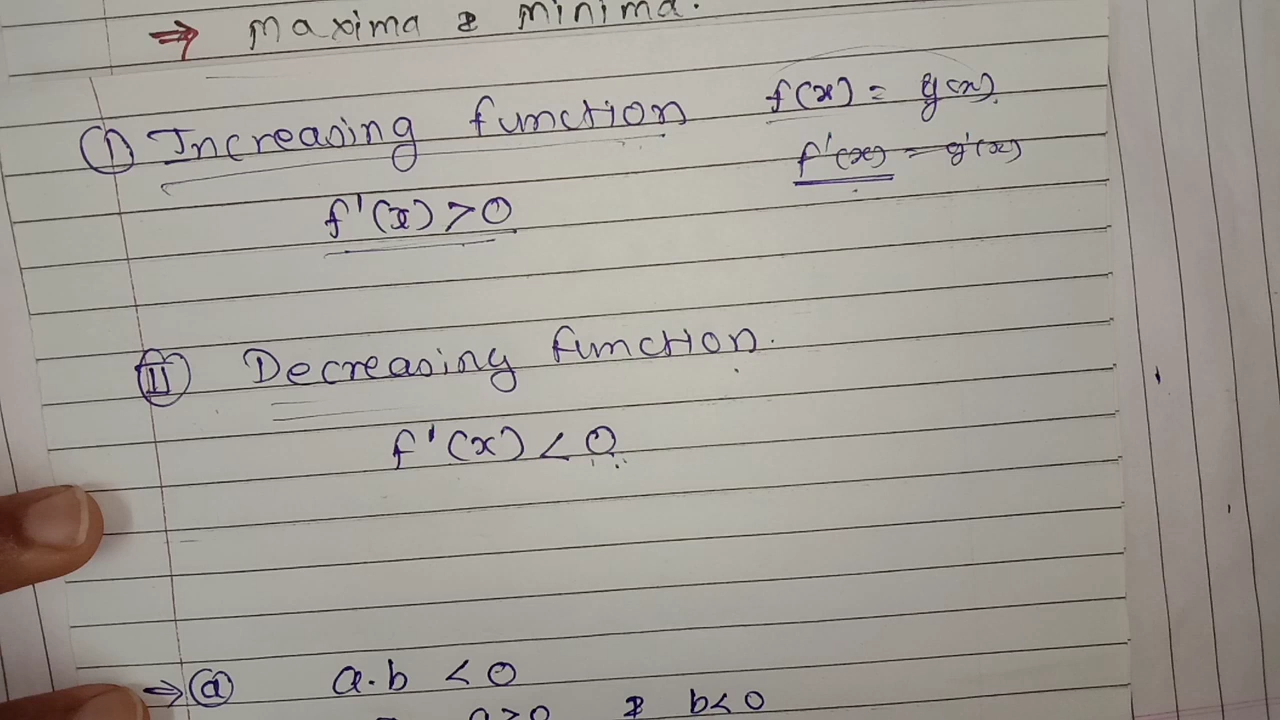 ⇒ Maxima & minima.
(I) Increasing function f(x) = g(x)
f'(x) = g'(x)
f'(x) > 0
(II) Decreasing function.
f'(x) < 0
→ (a) a.b < 0
a>0 & b<0